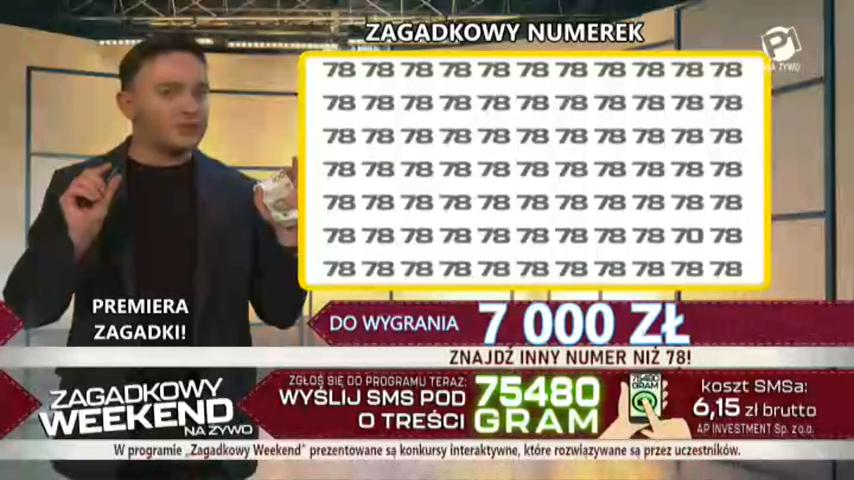 ZAGADKOWY NUMEREK
NA ŻYWO
78 78 78 78 78 78 78 78 78 78 78
78 78 78 78 78 78 78 78 78 78 78
78 78 78 78 78 78 78 78 78 78 78
78 78 78 78 78 78 78 78 78 78 78
78 78 78 78 78 78 78 78 78 78 78
78 78 78 78 78 78 78 78 78 70 78
78 78 78 78 78 78 78 78 78 78 78
PREMIERA
ZAGADKI!
DO WYGRANIA 7 000 ZŁ
ZNAJDŹ INNY NUMER NIŻ 78!
ZAGADKOWY
WEEKEND
NA ŻYWO
ZGŁOŚ SIĘ DO PROGRAMU TERAZ:
WYŚLIJ SMS POD 75480
O TREŚCI GRAM
75480
GRAM
koszt SMSa:
6,15 zł brutto
AP INVESTMENT Sp. z o.o.
W programie „Zagadkowy Weekend" prezentowane są konkursy interaktywne, które rozwiązywane są przez uczestników.